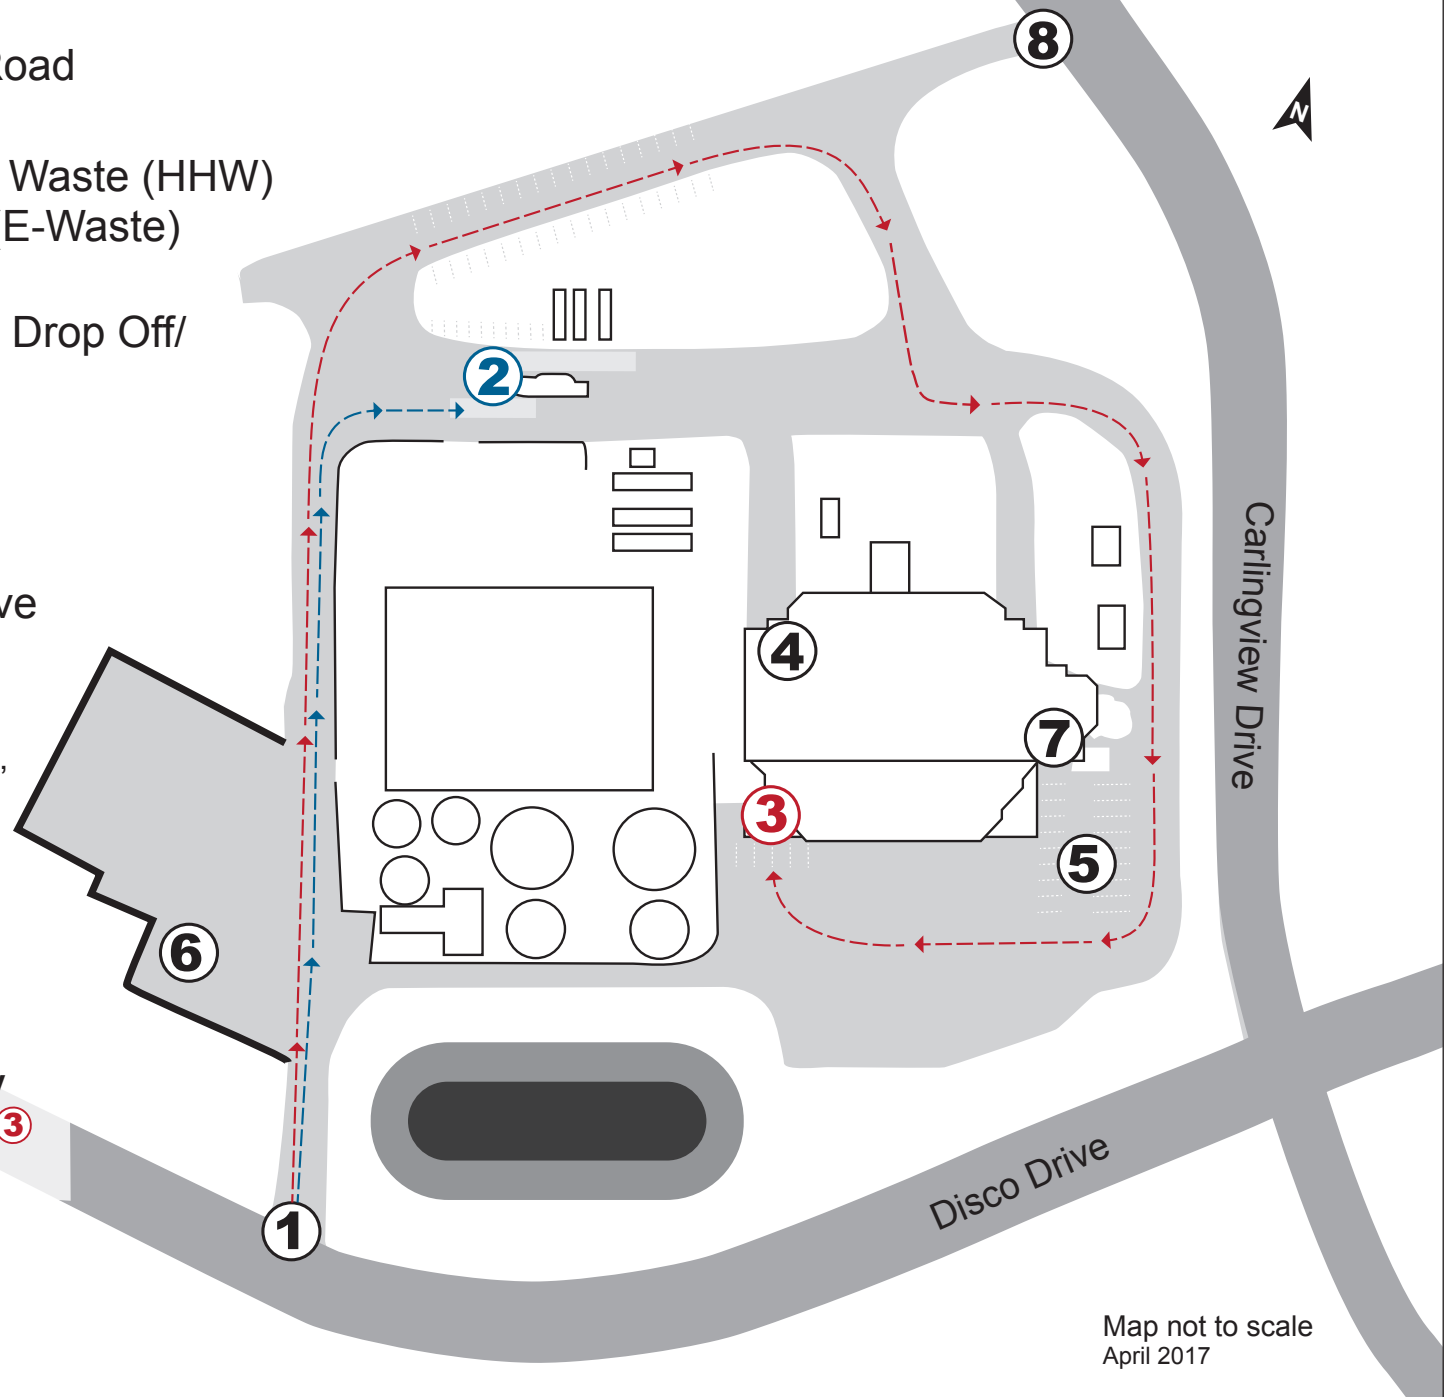 oad
Waste (HHW)
(E-Waste)
Drop Off/
ve
,
y
3
8
N
2
4
7
3
5
6
1
Carlingview Drive
Disco Drive
Map not to scale
April 2017